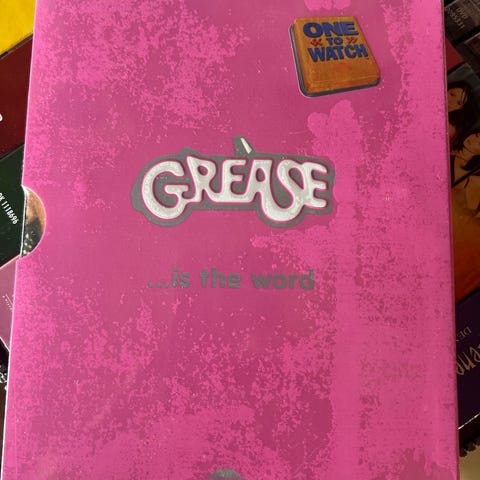 ONE
TO
WATCH
GREASE
...is the word